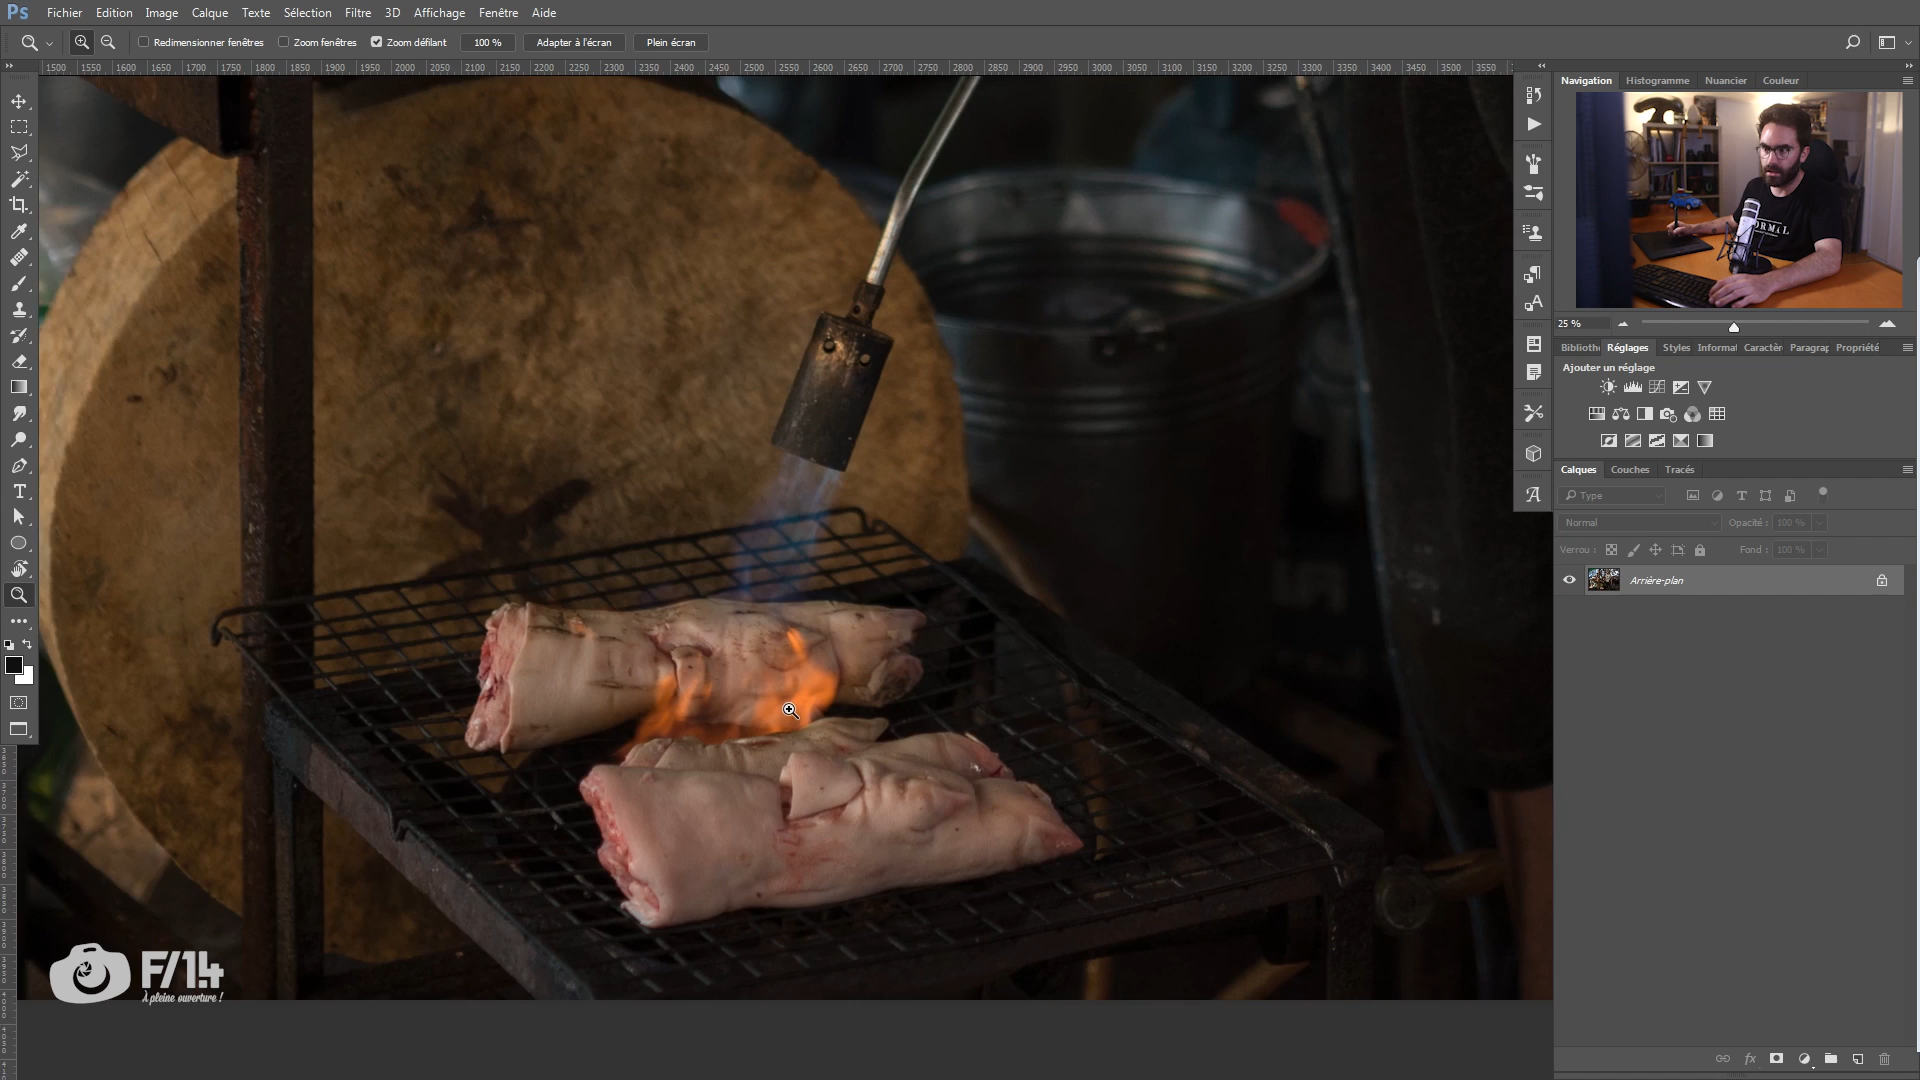 Ps Fichier Edition Image Calque Texte Sélection Filtre 3D Affichage Fenêtre Aide
Redimensionner fenêtres Zoom fenêtres Zoom défilant 100 % Adapter à l'écran Plein écran
1500 1550 1600 1650 1700 1750 1800 1850 1900 1950 2000 2050 2100 2150 2200 2250 2300 2350 2400 2450 2500 2550 2600 2650 2700 2750 2800 2850 2900 2950 3000 3050 3100 3150 3200 3250 3300 3350 3400 3450 3500 3550
Navigation Histogramme Nuancier Couleur
25 %
Biblioth Réglages Styles Informat Caractèr Paragrap Propriété
Ajouter un réglage
Calques Couches Tracés
Type
Normal Opacité : 100 %
Verrou : Fond : 100 %
Arrière-plan
F/1.4
À pleine ouverture !
fx